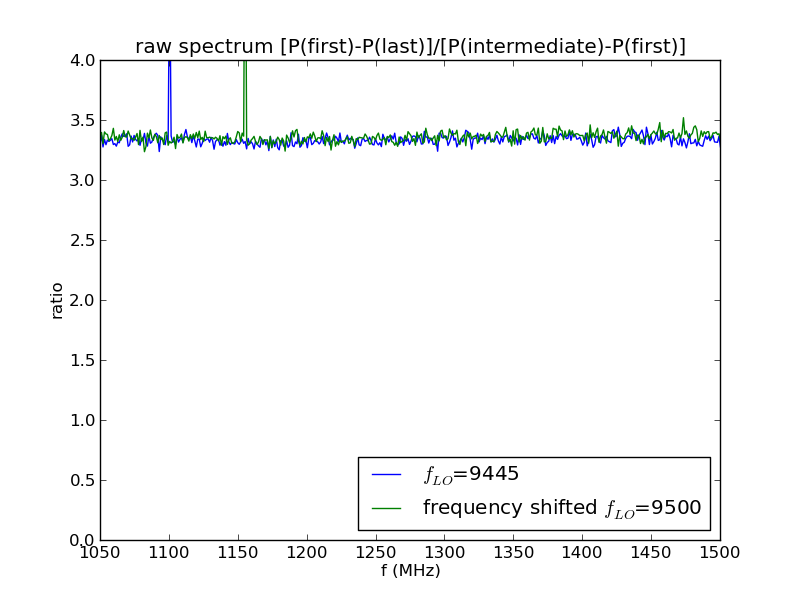 raw spectrum [P(first)-P(last)]/[P(intermediate)-P(first)]
4.0
3.5
3.0
2.5
2.0
1.5
1.0
0.5
0.0
ratio
f_LO=9445
frequency shifted f_LO=9500
1050 1100 1150 1200 1250 1300 1350 1400 1450 1500
f (MHz)